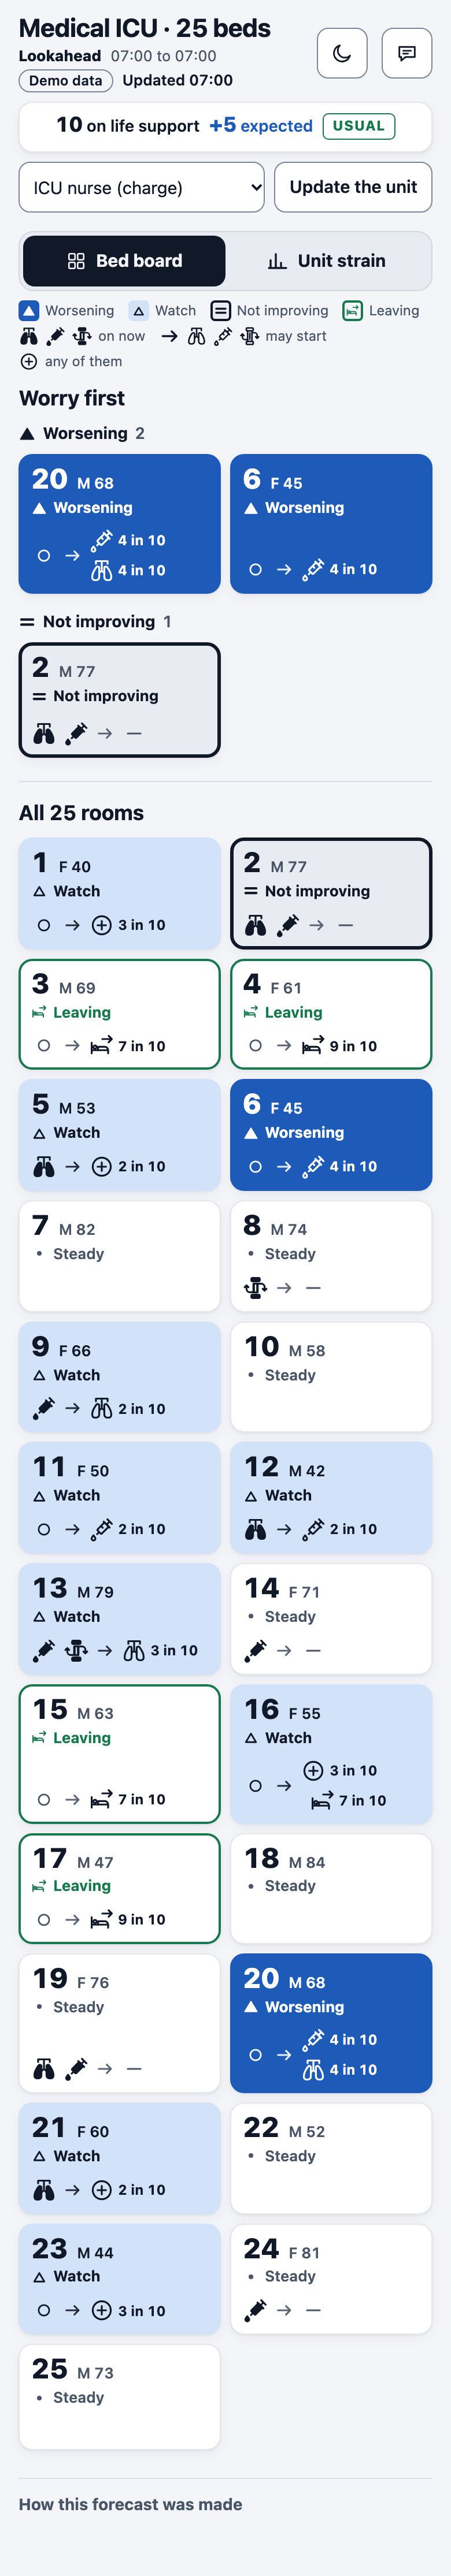 Medical ICU · 25 beds
Lookahead 07:00 to 07:00
Demo data Updated 07:00
10 on life support +5 expected USUAL
ICU nurse (charge) Update the unit
Bed board Unit strain
Worsening Watch Not improving Leaving
on now → may start
any of them
Worry first
Worsening 2
20 M 68
Worsening
→ 4 in 10
4 in 10
6 F 45
Worsening
→ 4 in 10
Not improving 1
2 M 77
Not improving
→ —
All 25 rooms
1 F 40
Watch
→ 3 in 10
2 M 77
Not improving
→ —
3 M 69
Leaving
→ 7 in 10
4 F 61
Leaving
→ 9 in 10
5 M 53
Watch
→ 2 in 10
6 F 45
Worsening
→ 4 in 10
7 M 82
• Steady
8 M 74
• Steady
→ —
9 F 66
Watch
→ 2 in 10
10 M 58
• Steady
11 F 50
Watch
→ 2 in 10
12 M 42
Watch
→ 2 in 10
13 M 79
Watch
→ 3 in 10
14 F 71
• Steady
→ —
15 M 63
Leaving
→ 7 in 10
16 F 55
Watch
→ 3 in 10
7 in 10
17 M 47
Leaving
→ 9 in 10
18 M 84
• Steady
19 F 76
• Steady
→ —
20 M 68
Worsening
→ 4 in 10
4 in 10
21 F 60
Watch
→ 2 in 10
22 M 52
• Steady
23 M 44
Watch
→ 3 in 10
24 F 81
• Steady
→ —
25 M 73
• Steady
How this forecast was made